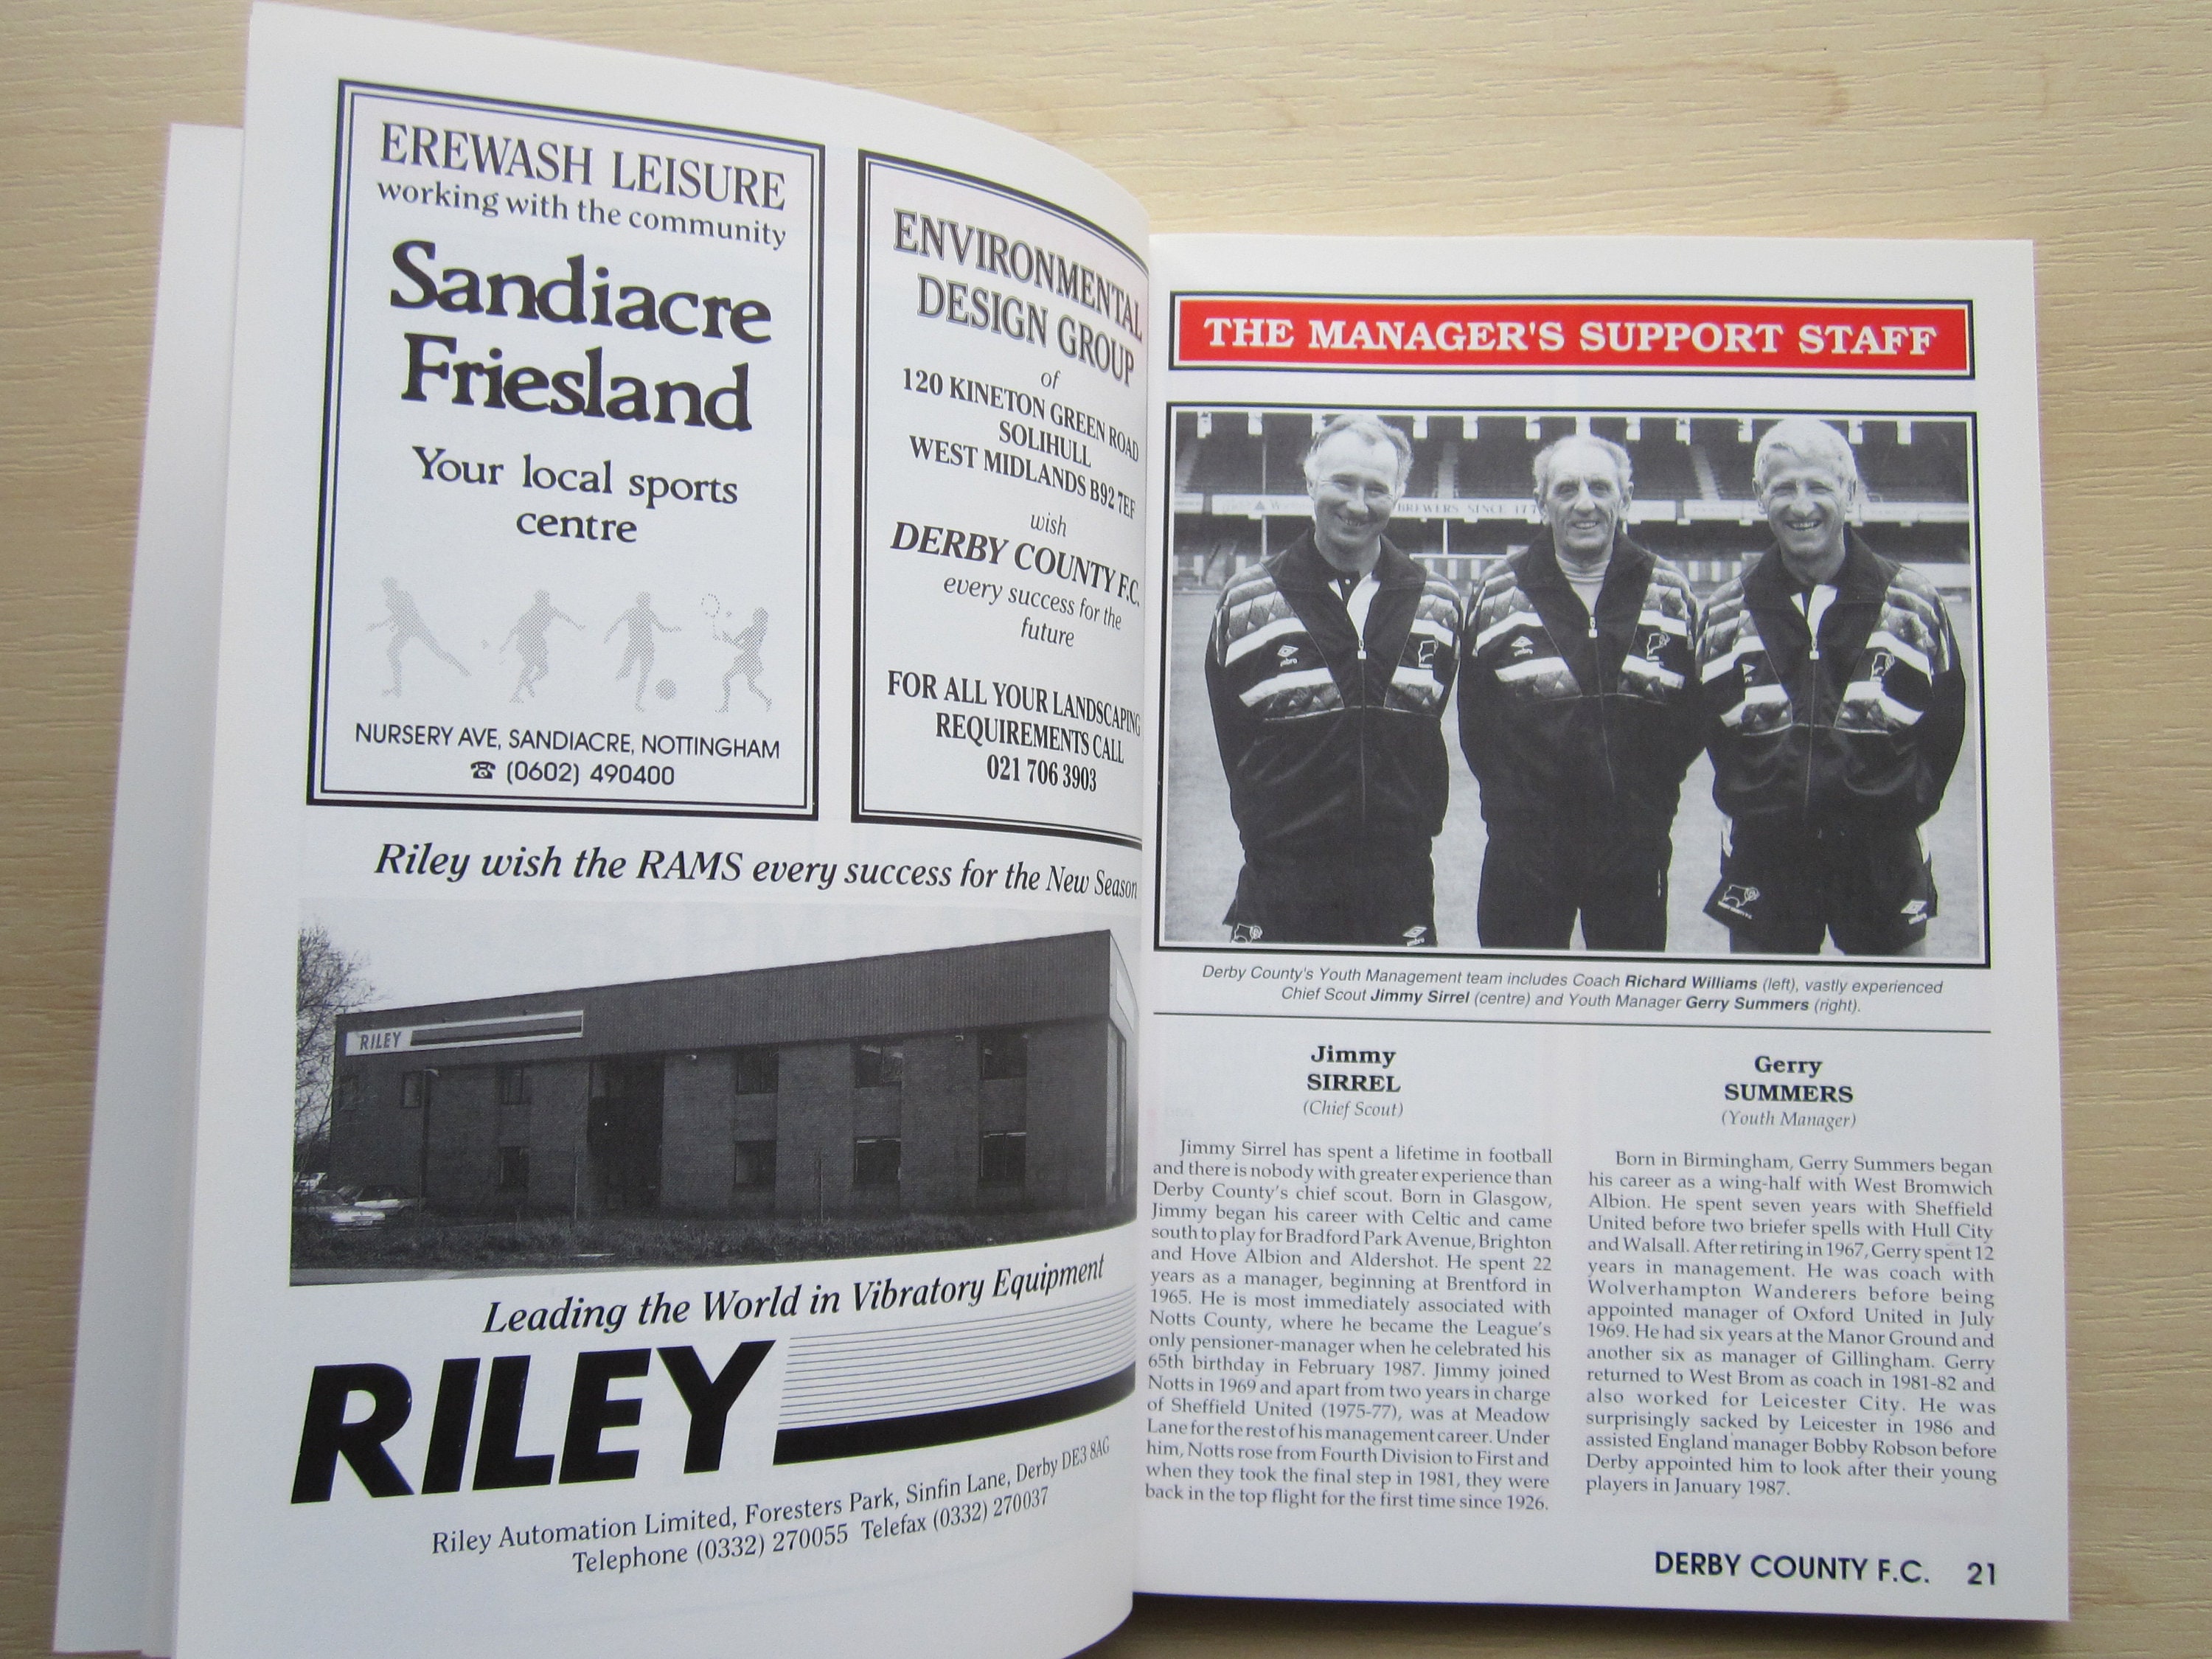 EREWASH LEISURE
working with the community
Sandiacre
Friesland
Your local sports
centre
NURSERY AVE, SANDIACRE, NOTTINGHAM
☎ (0602) 490400
ENVIRONMENTAL
DESIGN GROUP
of
120 KINETON GREEN ROAD
SOLIHULL
WEST MIDLANDS B92 7EF
wish
DERBY COUNTY F.C.
every success for the
future
FOR ALL YOUR LANDSCAPING
REQUIREMENTS CALL
021 706 3903
Riley wish the RAMS every success for the New Season
RILEY
Leading the World in Vibratory Equipment
RILEY
Riley Automation Limited, Foresters Park, Sinfin Lane, Derby DE3 8AG
Telephone (0332) 270055 Telefax (0332) 270037
THE MANAGER'S SUPPORT STAFF
BREWERS SINCE 177
umbro
umbro
Derby County's Youth Management team includes Coach Richard Williams (left), vastly experienced
Chief Scout Jimmy Sirrel (centre) and Youth Manager Gerry Summers (right).
Jimmy
SIRREL
(Chief Scout)
Jimmy Sirrel has spent a lifetime in football
and there is nobody with greater experience than
Derby County's chief scout. Born in Glasgow,
Jimmy began his career with Celtic and came
south to play for Bradford Park Avenue, Brighton
and Hove Albion and Aldershot. He spent 22
years as a manager, beginning at Brentford in
1965. He is most immediately associated with
Notts County, where he became the League's
only pensioner-manager when he celebrated his
65th birthday in February 1987. Jimmy joined
Notts in 1969 and apart from two years in charge
of Sheffield United (1975-77), was at Meadow
Lane for the rest of his management career. Under
him, Notts rose from Fourth Division to First and
when they took the final step in 1981, they were
back in the top flight for the first time since 1926.
Gerry
SUMMERS
(Youth Manager)
Born in Birmingham, Gerry Summers began
his career as a wing-half with West Bromwich
Albion. He spent seven years with Sheffield
United before two briefer spells with Hull City
and Walsall. After retiring in 1967, Gerry spent 12
years in management. He was coach with
Wolverhampton Wanderers before being
appointed manager of Oxford United in July
1969. He had six years at the Manor Ground and
another six as manager of Gillingham. Gerry
returned to West Brom as coach in 1981-82 and
also worked for Leicester City. He was
surprisingly sacked by Leicester in 1986 and
assisted England manager Bobby Robson before
Derby appointed him to look after their young
players in January 1987.
DERBY COUNTY F.C. 21